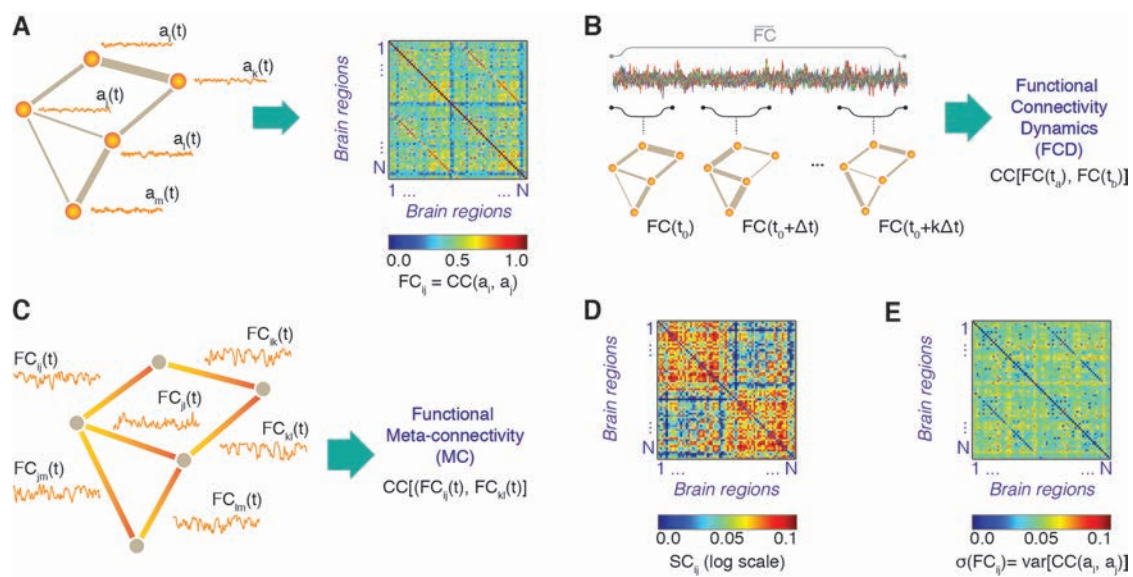 A
a_i(t)
a_k(t)
a_j(t)
a_l(t)
a_m(t)
Brain regions
1
⋮
⋮
N
1 ... ... N
Brain regions
0.0 0.5 1.0
FC_ij = CC(a_i, a_j)
B
FC
FC(t_0)
FC(t_0+Δt)
...
FC(t_0+kΔt)
Functional
Connectivity
Dynamics
(FCD)
CC[FC(t_a), FC(t_b)]
C
FC_ij(t)
FC_ik(t)
FC_jl(t)
FC_kl(t)
FC_jm(t)
FC_lm(t)
Functional
Meta-connectivity
(MC)
CC[(FC_ij(t), FC_kl(t)]
D
Brain regions
1
⋮
⋮
N
1 ... ... N
Brain regions
0.0 0.05 0.1
SC_ij (log scale)
E
Brain regions
1
⋮
⋮
N
1 ... ... N
Brain regions
0.0 0.05 0.1
σ(FC_ij)= var[CC(a_i, a_j)]